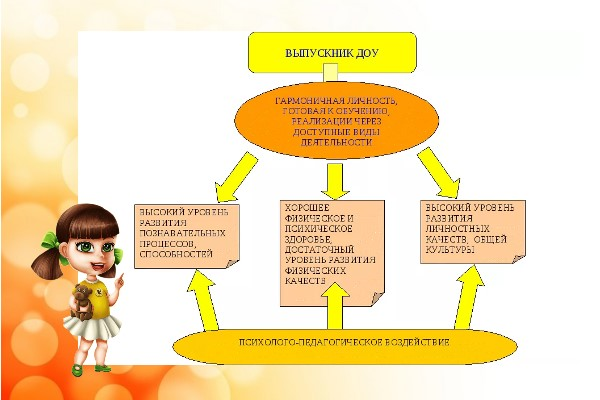 ВЫПУСКНИК ДОУ
ГАРМОНИЧНАЯ ЛИЧНОСТЬ,
ГОТОВАЯ К ОБУЧЕНИЮ,
РЕАЛИЗАЦИИ ЧЕРЕЗ
ДОСТУПНЫЕ ВИДЫ
ДЕЯТЕЛЬНОСТИ
ВЫСОКИЙ УРОВЕНЬ
РАЗВИТИЯ
ПОЗНАВАТЕЛЬНЫХ
ПРОЦЕССОВ,
СПОСОБНОСТЕЙ
ХОРОШЕЕ
ФИЗИЧЕСКОЕ И
ПСИХИЧЕСКОЕ
ЗДОРОВЬЕ,
ДОСТАТОЧНЫЙ
УРОВЕНЬ РАЗВИТИЯ
ФИЗИЧЕСКИХ
КАЧЕСТВ
ВЫСОКИЙ УРОВЕНЬ
РАЗВИТИЯ
ЛИЧНОСТНЫХ
КАЧЕСТВ, ОБЩЕЙ
КУЛЬТУРЫ
ПСИХОЛОГО-ПЕДАГОГИЧЕСКОЕ ВОЗДЕЙСТВИЕ